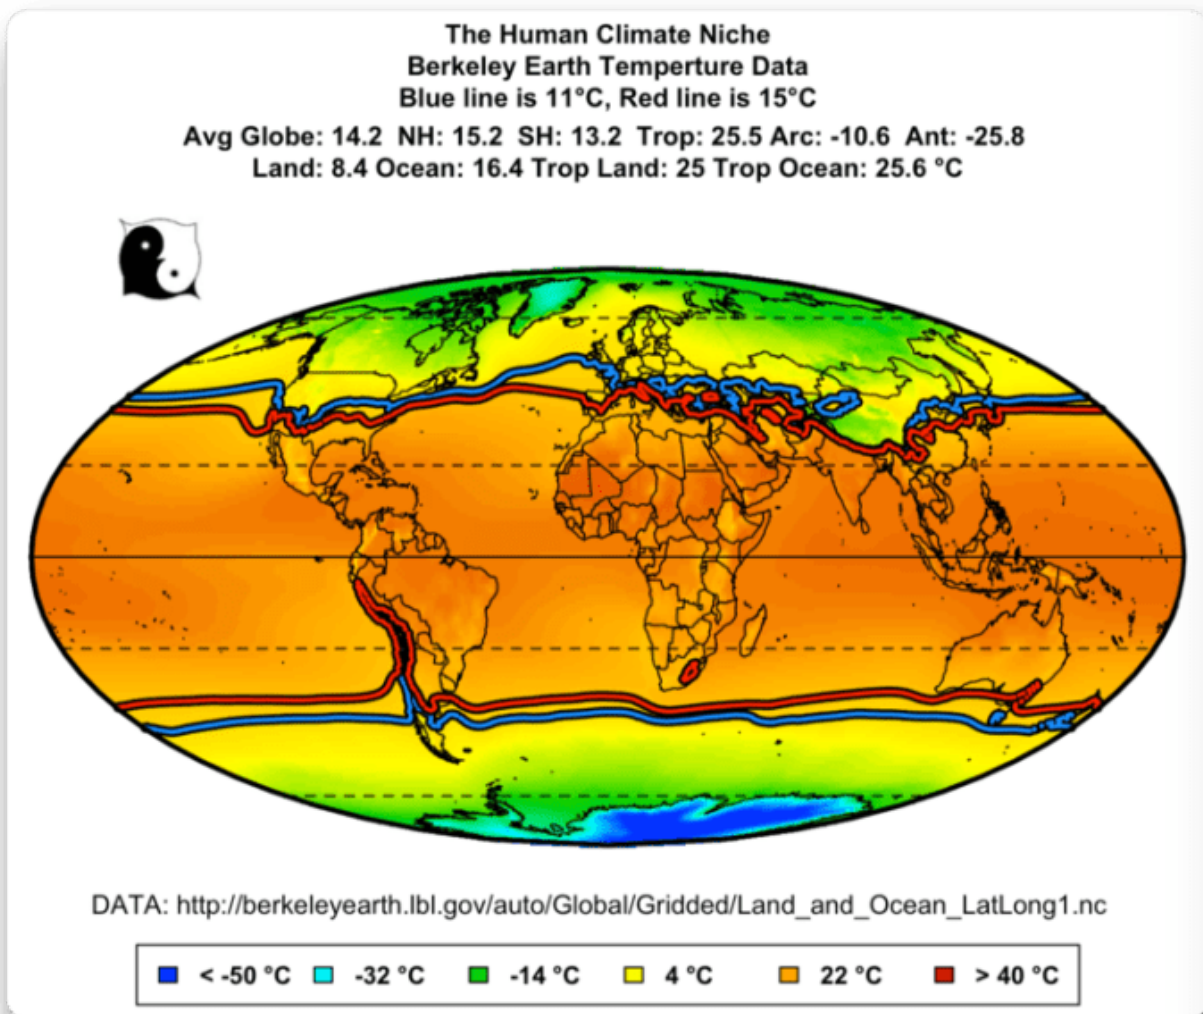 The Human Climate Niche
Berkeley Earth Temperture Data
Blue line is 11°C, Red line is 15°C
Avg Globe: 14.2 NH: 15.2 SH: 13.2 Trop: 25.5 Arc: -10.6 Ant: -25.8
Land: 8.4 Ocean: 16.4 Trop Land: 25 Trop Ocean: 25.6 °C
DATA: http://berkeleyearth.lbl.gov/auto/Global/Gridded/Land_and_Ocean_LatLong1.nc
< -50 °C -32 °C -14 °C 4 °C 22 °C > 40 °C